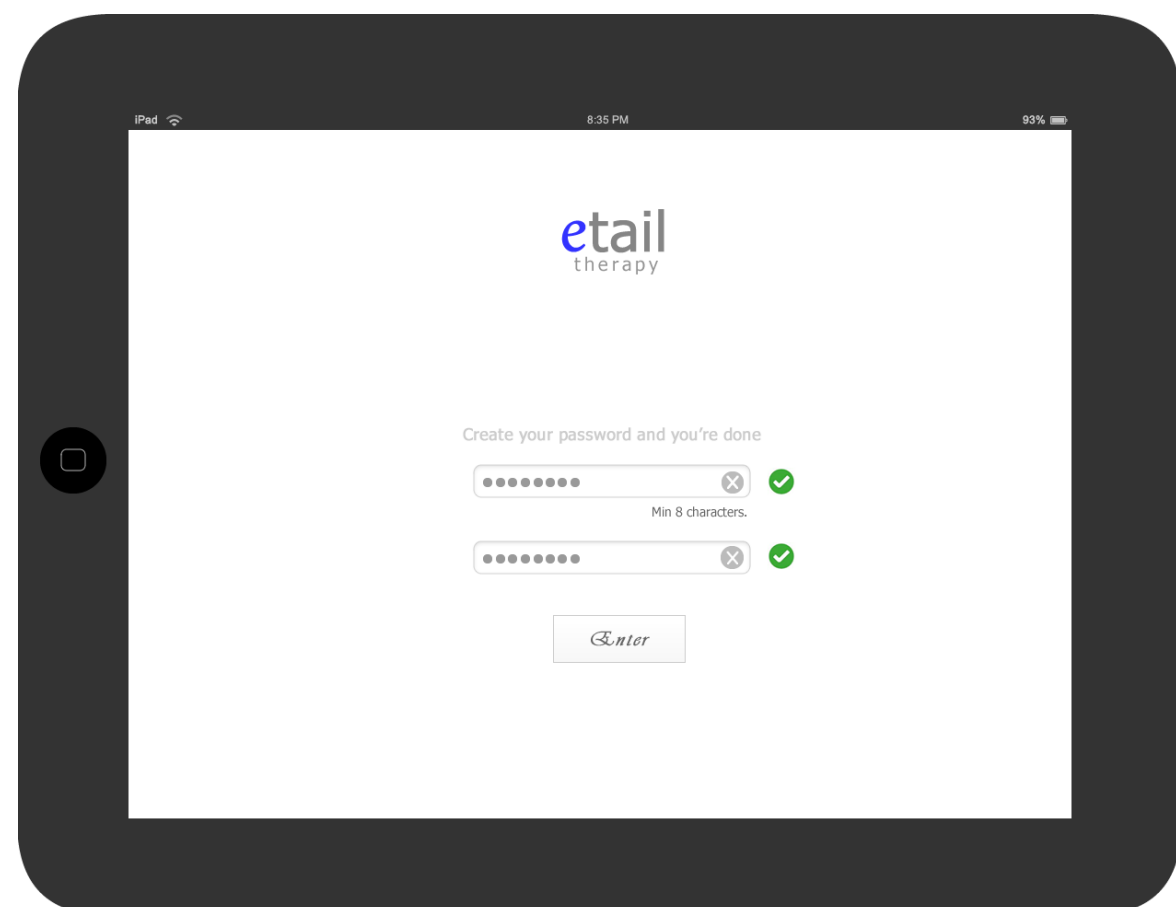 iPad 8:35 PM 93%
etail
therapy
Create your password and you're done
Min 8 characters.
Enter